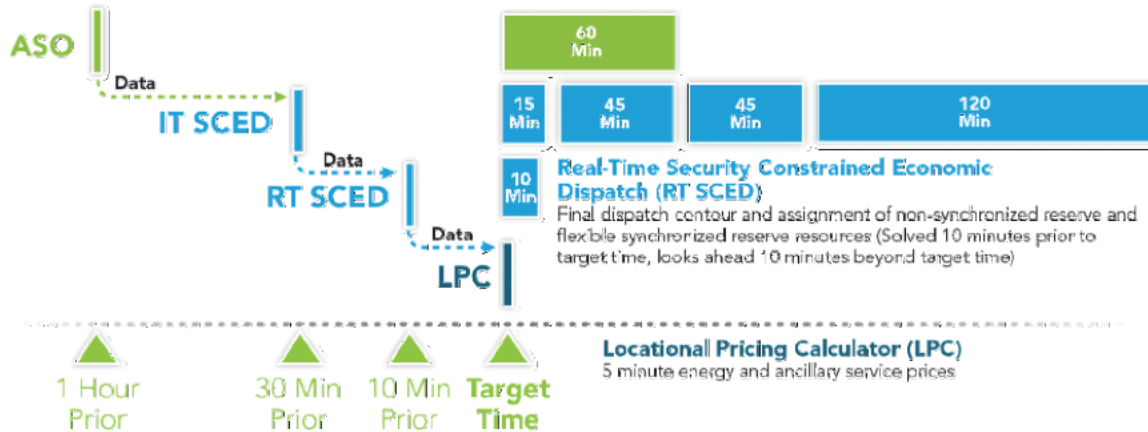 ASO
60
Min
Data
15
Min
45
Min
45
Min
120
Min
IT SCED
Data
10
Min
Real-Time Security Constrained Economic
Dispatch (RT SCED)
RT SCED
Final dispatch contour and assignment of non-synchronized reserve and
flexible synchronized reserve resources (Solved 10 minutes prior to
target time, looks ahead 10 minutes beyond target time)
Data
LPC
Locational Pricing Calculator (LPC)
5 minute energy and ancillary service prices
1 Hour
Prior
30 Min
Prior
10 Min
Prior
Target
Time